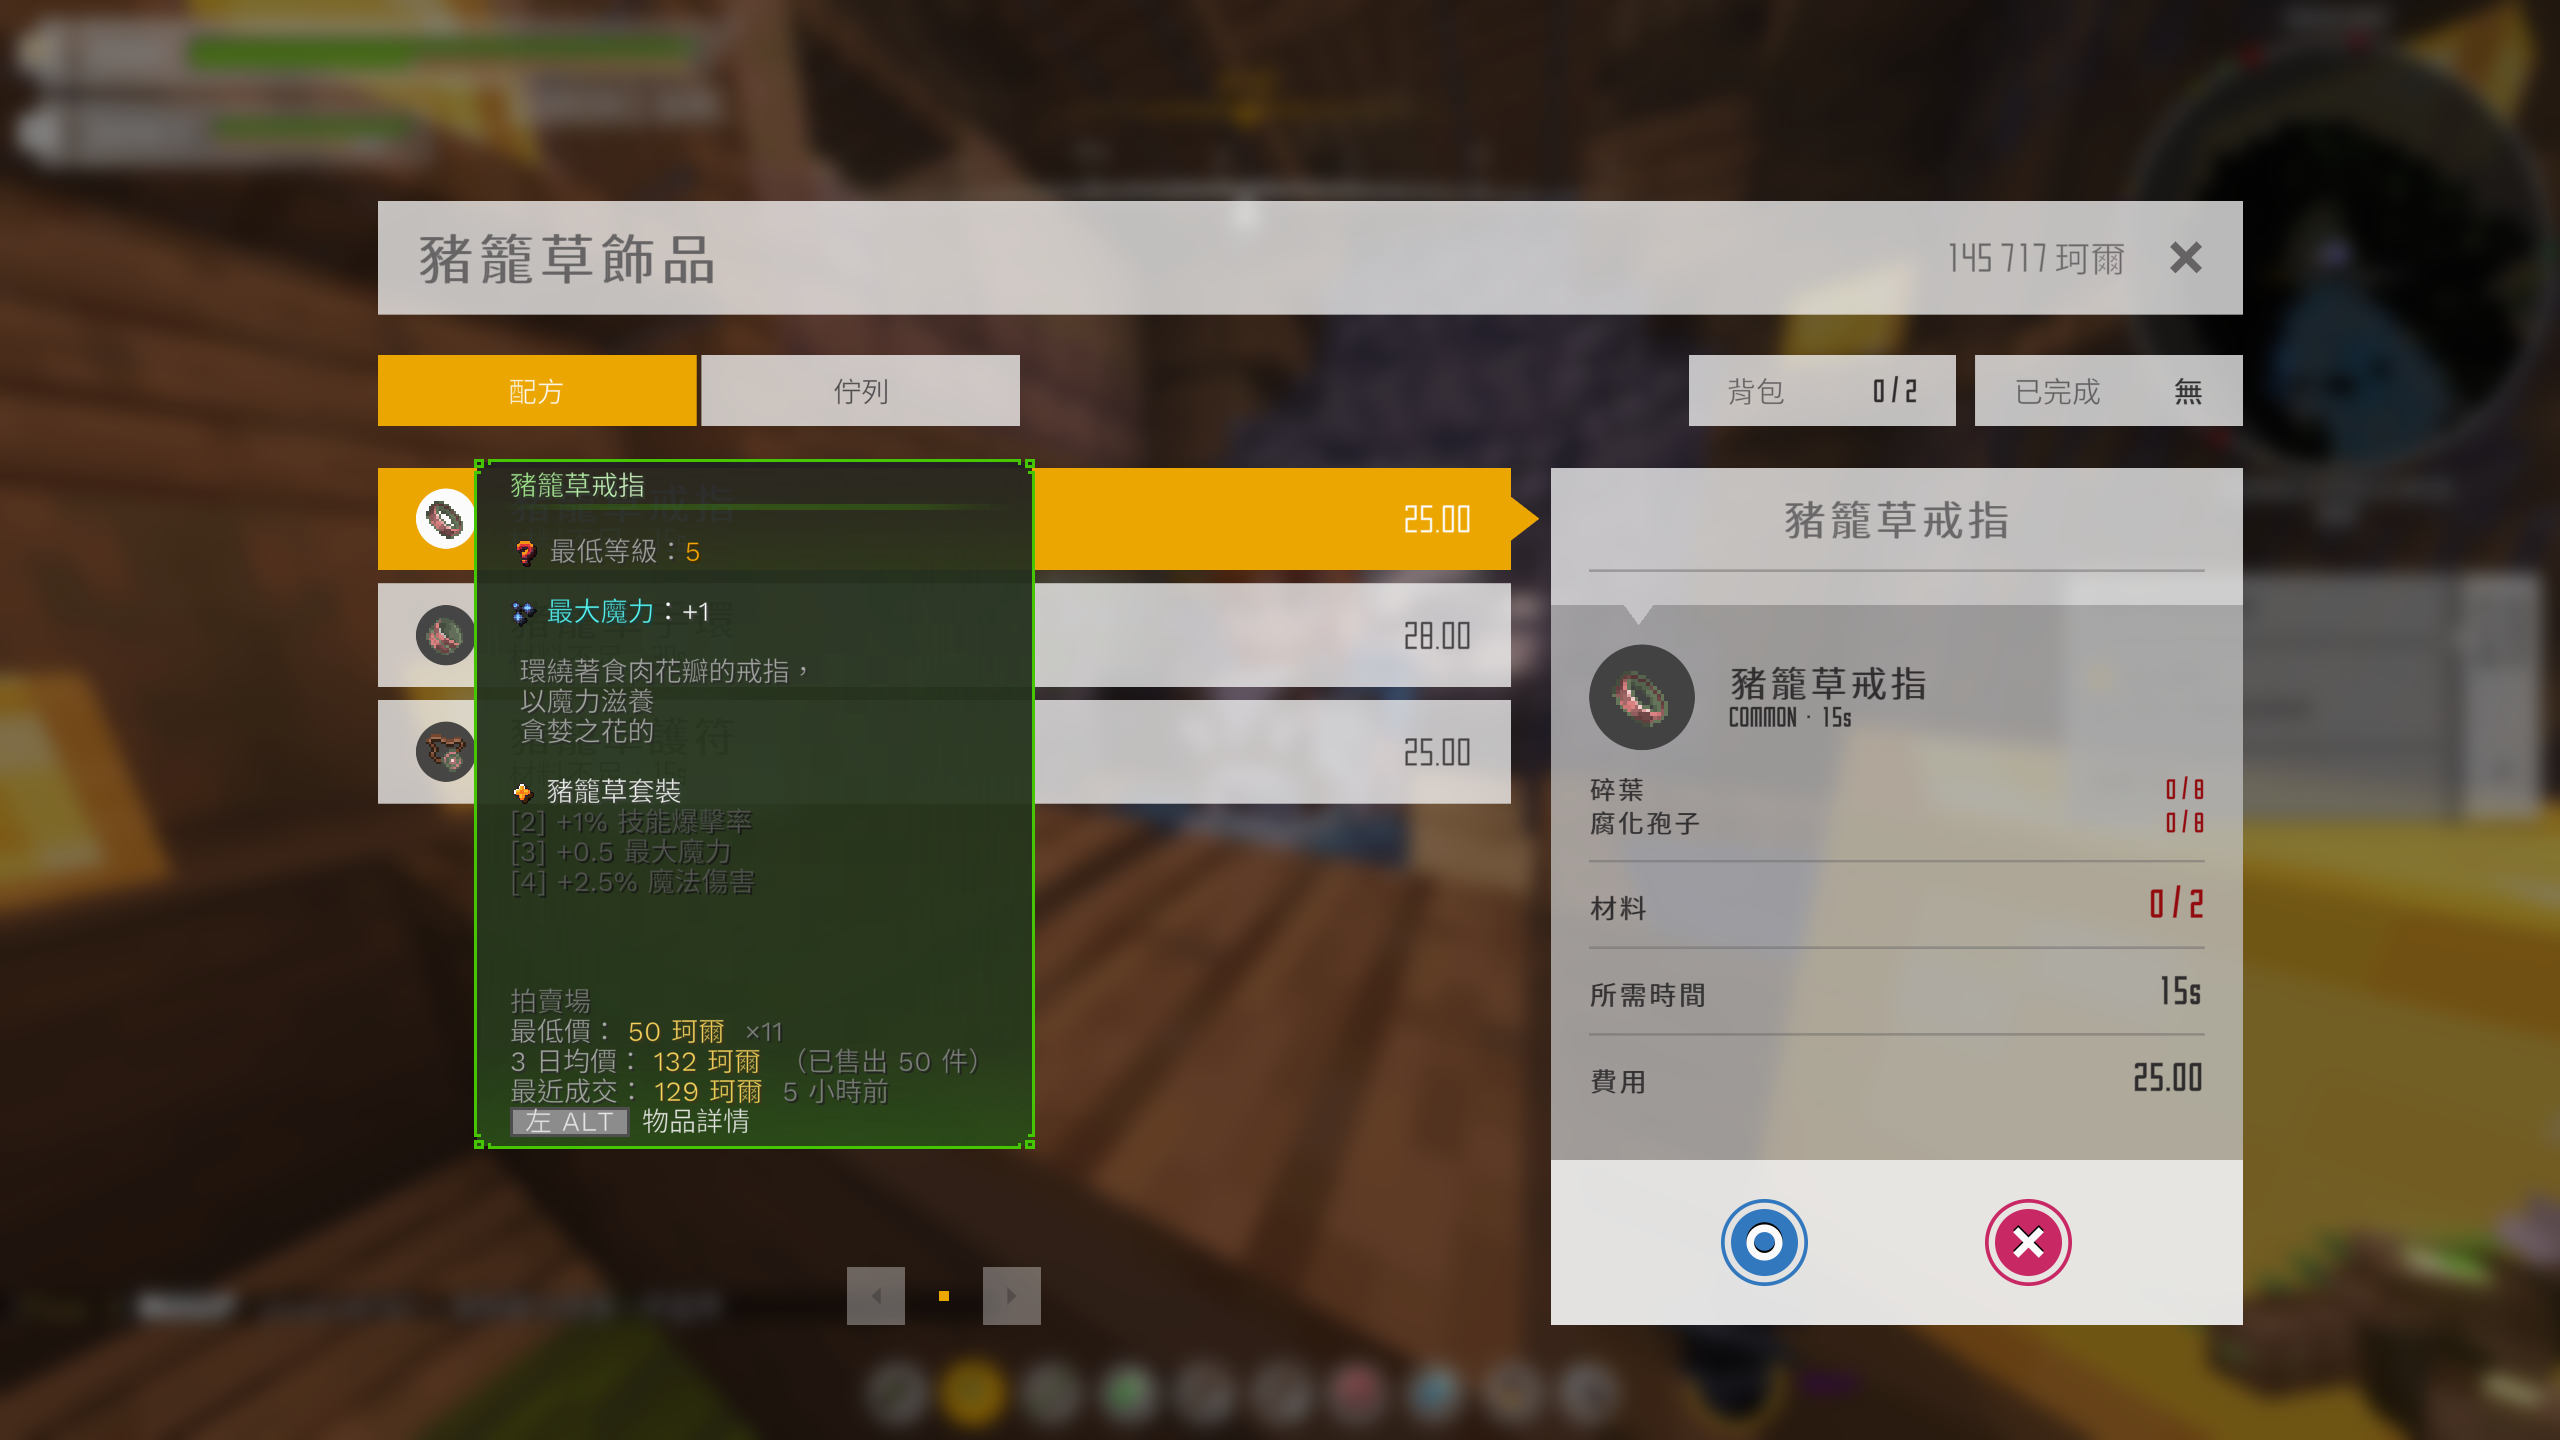 豬籠草飾品
145 717 珂爾
配方
佇列
背包 0/2
已完成 無
豬籠草戒指
最低等級：5
最大魔力：+1
環繞著食肉花瓣的戒指，
以魔力滋養
貪婪之花的
豬籠草套裝
[2] +1% 技能爆擊率
[3] +0.5 最大魔力
[4] +2.5% 魔法傷害
拍賣場
最低價： 50 珂爾 ×11
3 日均價： 132 珂爾 （已售出 50 件）
最近成交： 129 珂爾 5 小時前
左 ALT 物品詳情
25.00
28.00
25.00
豬籠草戒指
豬籠草戒指
COMMON · 15s
碎葉 0/8
腐化孢子 0/8
材料 0/2
所需時間 15s
費用 25.00